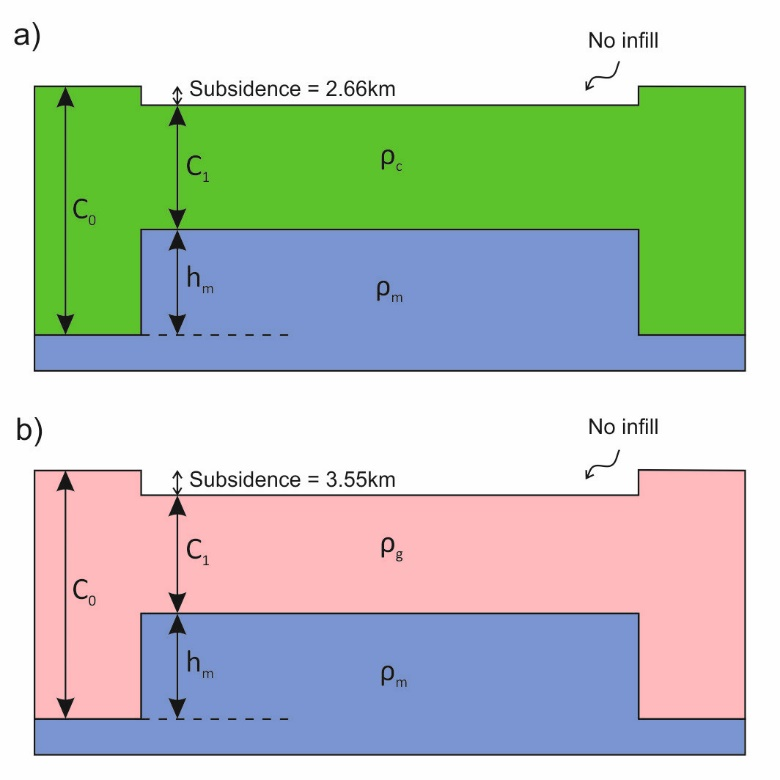 a)
No infill
Subsidence = 2.66km
C₁
ρc
C₀
hₘ
ρₘ
b)
No infill
Subsidence = 3.55km
C₁
ρg
C₀
hₘ
ρₘ